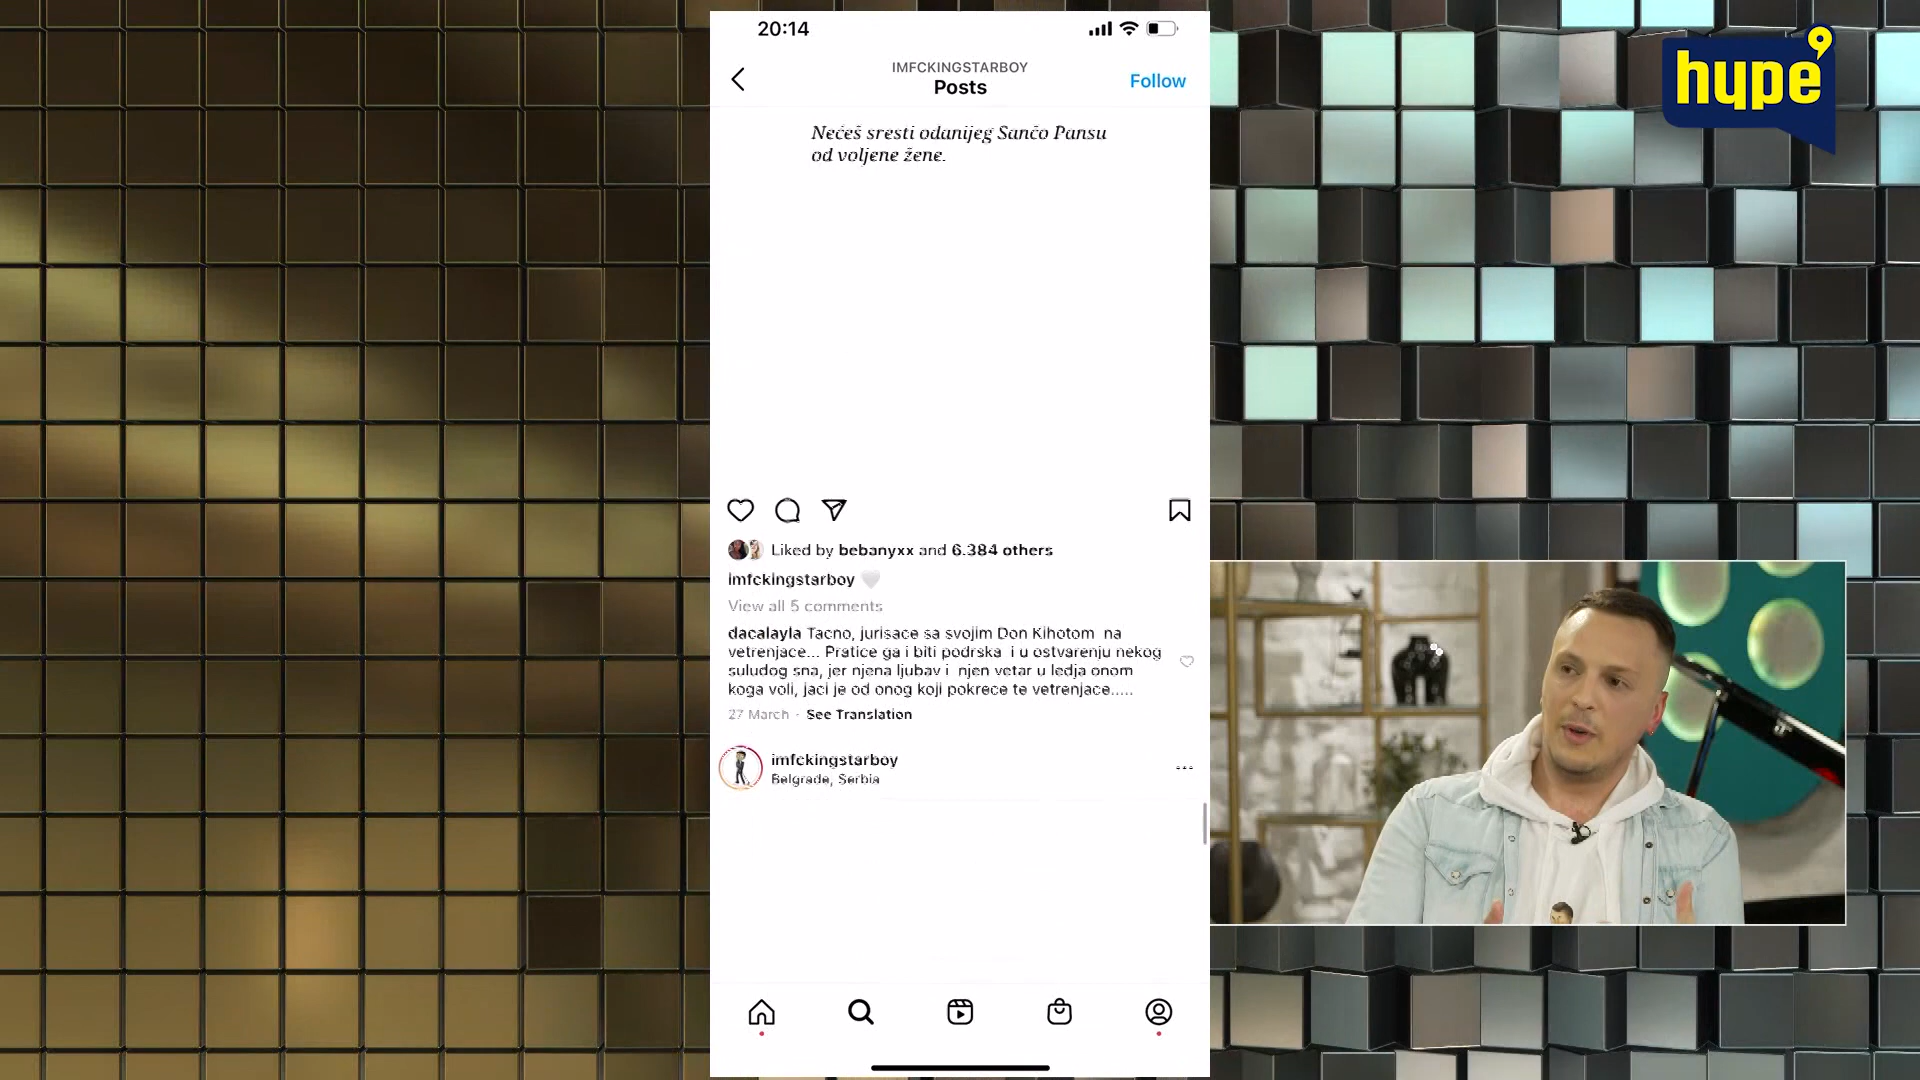 20:14
hype
9
IMFCKINGSTARBOY
Posts
Follow
Nećeš sresti odanijeg Sančo Pansu
od voljene žene.
Liked by bebanyxx and 6.384 others
imfckingstarboy
View all 5 comments
dacalayla Tacno, jurisace sa svojim Don Kihotom na
vetrenjace... Pratice ga i biti podrska i u ostvarenju nekog
suludog sna, jer njena ljubav i njen vetar u ledja onom
koga voli, jaci je od onog koji pokrece te vetrenjace.....
27 March · See Translation
imfckingstarboy
Belgrade, Serbia